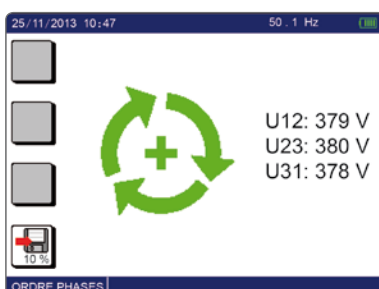 25/11/2013 10:47 50.1 Hz
U12: 379 V
U23: 380 V
U31: 378 V
10 %
ORDRE PHASES